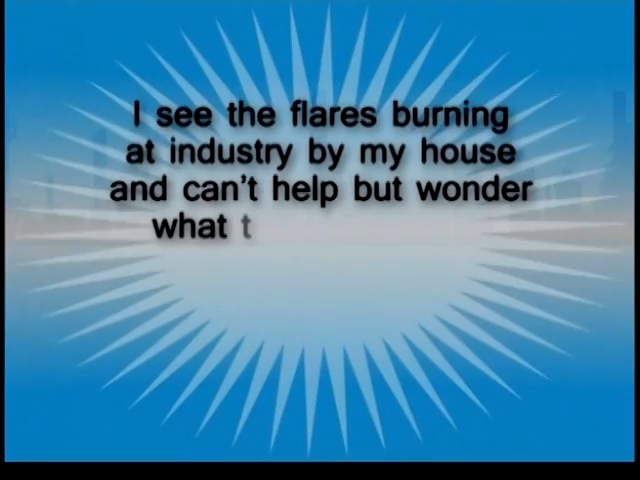 I see the flares burning
at industry by my house
and can't help but wonder
what t